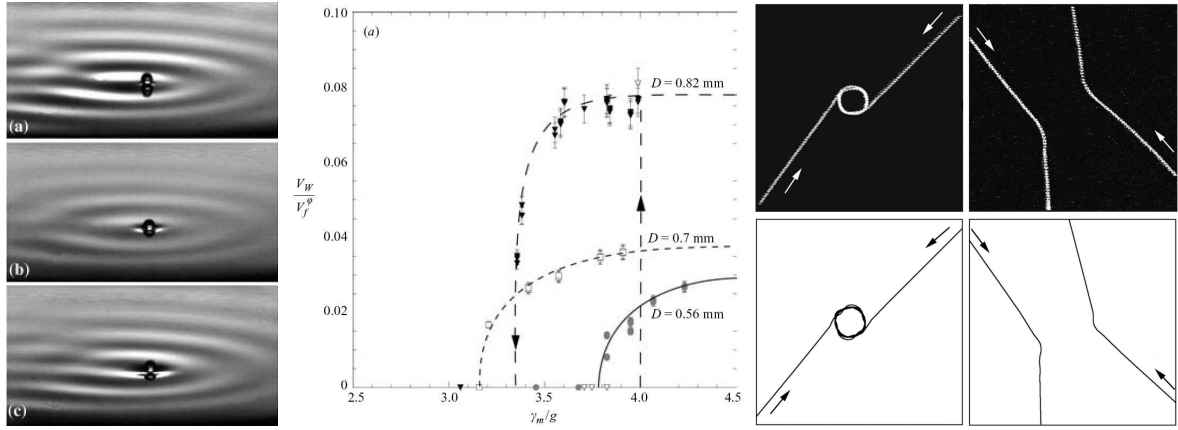 (a)
(b)
(c)
(a)
0.10
0.08
0.06
0.04
0.02
0
V_W
V_f^φ
D = 0.82 mm
D = 0.7 mm
D = 0.56 mm
2.5 3.0 3.5 4.0 4.5
γ_m/g